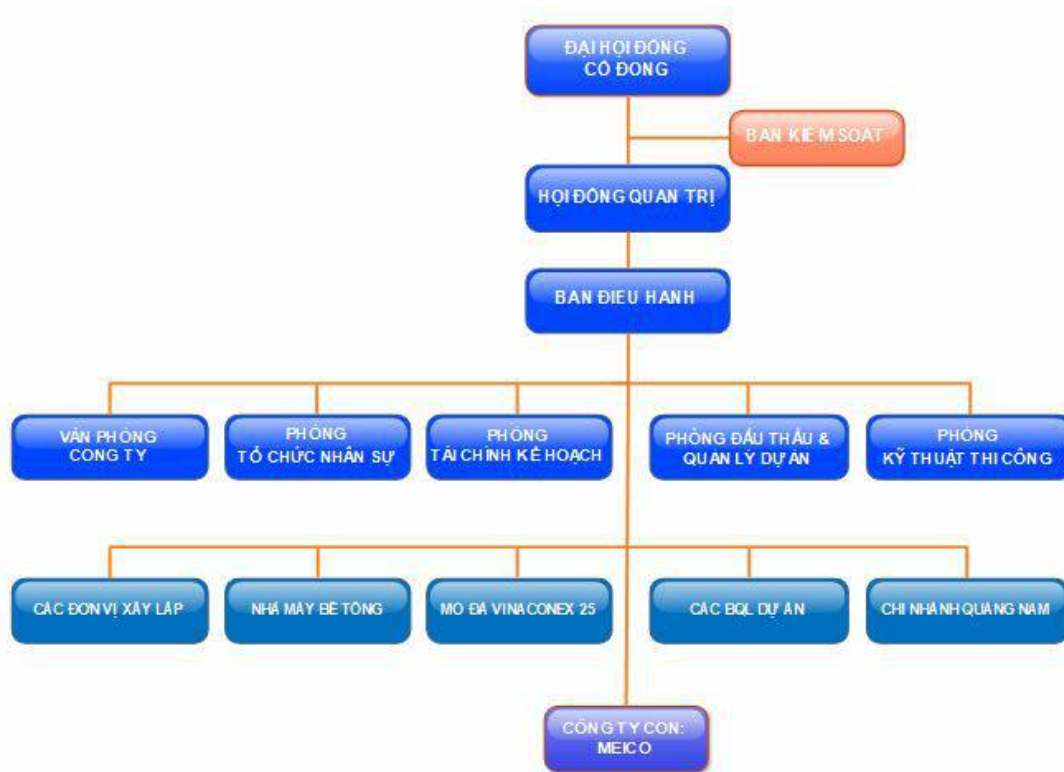 ĐẠI HỘI ĐỒNG
CỔ ĐÔNG
BAN KIỂM SOÁT
HỘI ĐỒNG QUẢN TRỊ
BAN ĐIỀU HÀNH
VĂN PHÒNG
CÔNG TY
PHÒNG
TỔ CHỨC NHÂN SỰ
PHÒNG
TÀI CHÍNH KẾ HOẠCH
PHÒNG ĐẤU THẦU &
QUẢN LÝ DỰ ÁN
PHÒNG
KỸ THUẬT THI CÔNG
CÁC ĐƠN VỊ XÂY LẮP
NHÀ MÁY BÊ TÔNG
MỎ ĐÁ VINACONEX 25
CÁC BQL DỰ ÁN
CHI NHÁNH QUẢNG NAM
CÔNG TY CON:
MEICO